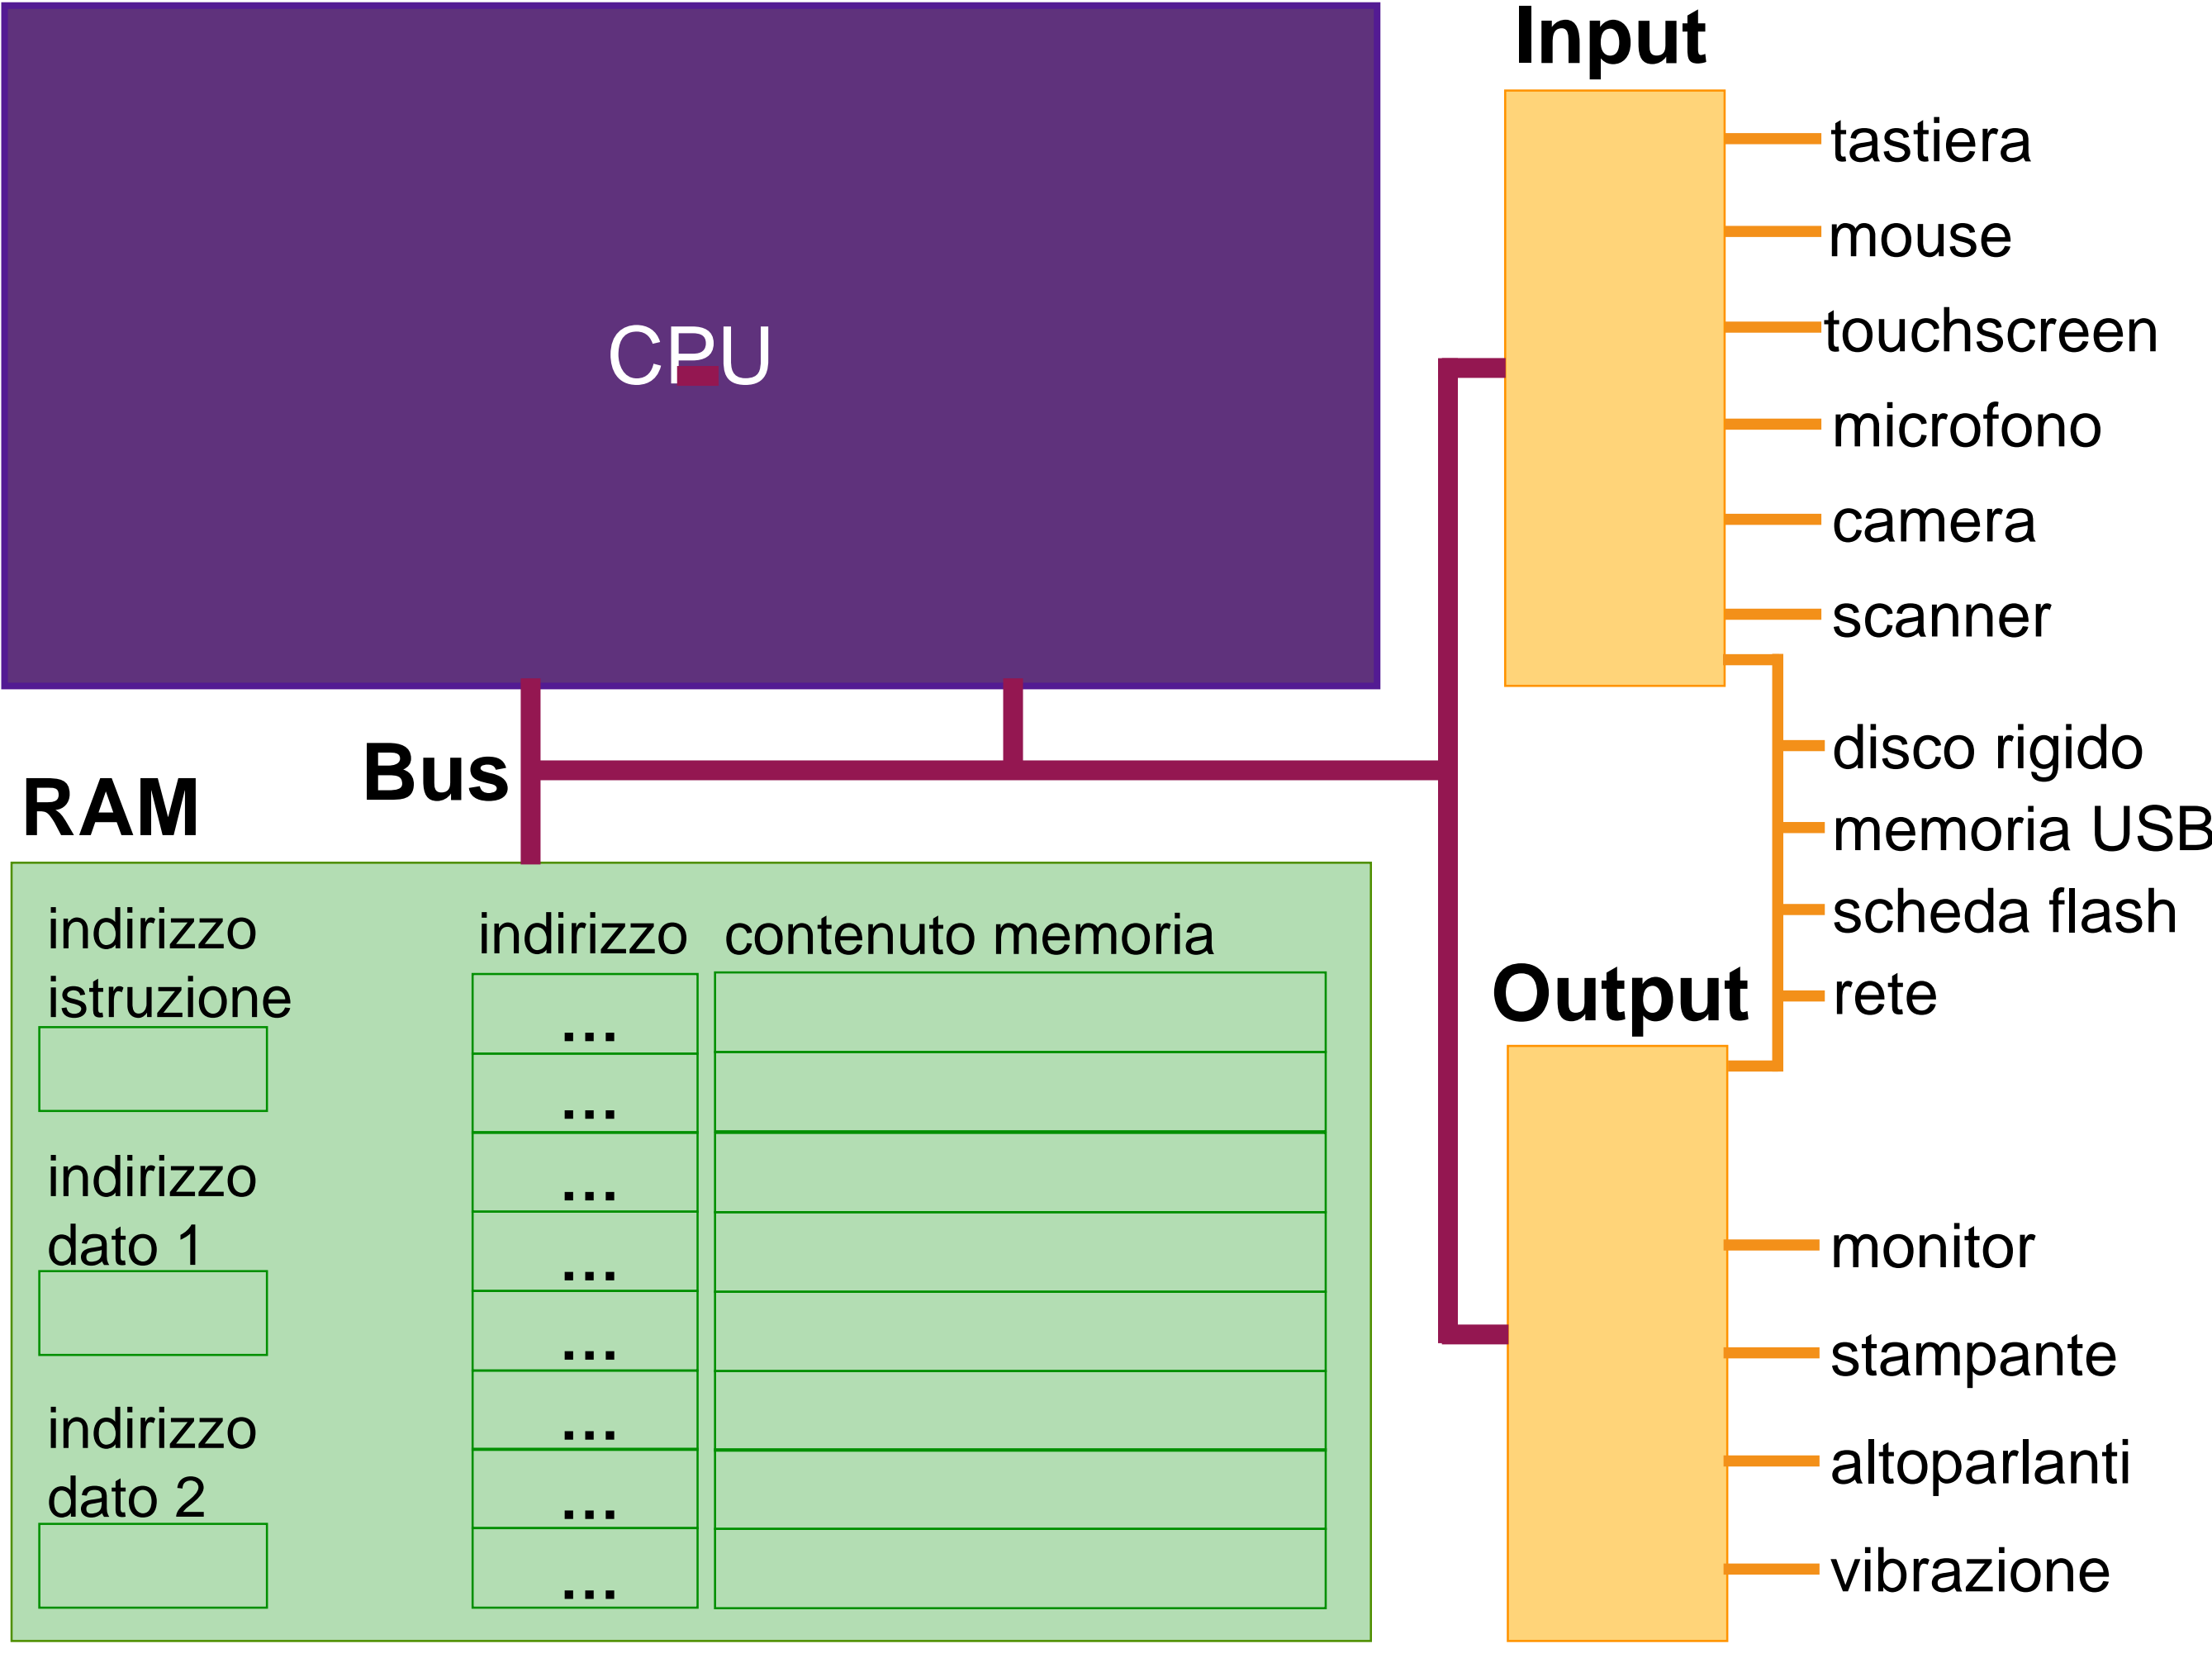 CPU
Bus
RAM
indirizzo
istruzione
indirizzo
dato 1
indirizzo
dato 2
indirizzo contenuto memoria
...
...
...
...
...
...
...
...
Input
tastiera
mouse
touchscreen
microfono
camera
scanner
disco rigido
memoria USB
scheda flash
rete
Output
monitor
stampante
altoparlanti
vibrazione